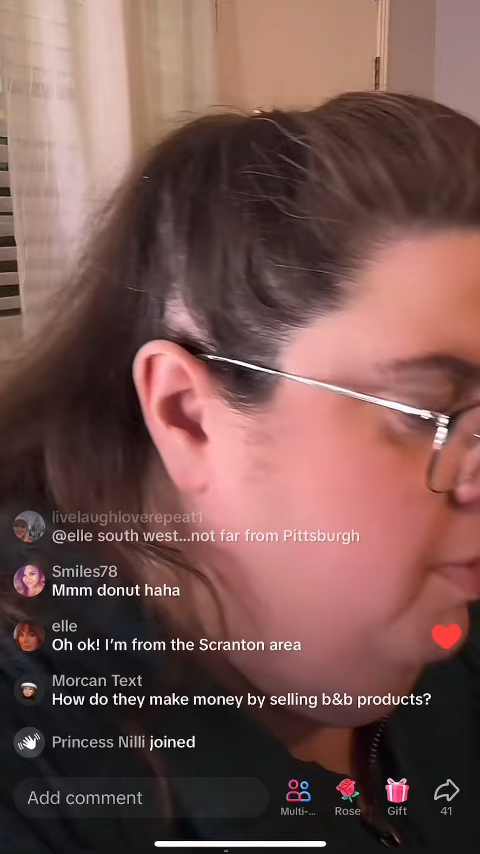 livelaughloverepeat1
@elle south west...not far from Pittsburgh
Smiles78
Mmm donut haha
elle
Oh ok! I'm from the Scranton area
Morcan Text
How do they make money by selling b&b products?
Princess Nilli joined
Add comment
Multi-...
Rose
Gift
41